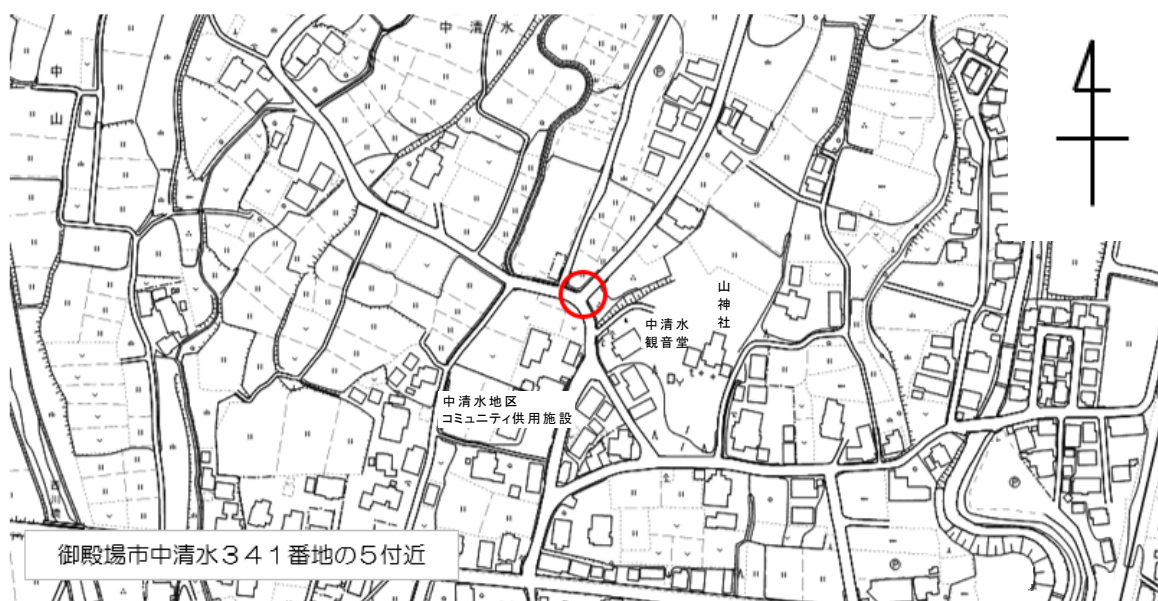 中清水
中山
山神社
中清水
観音堂
中清水地区
コミュニティ供用施設
御殿場市中清水341番地の5付近